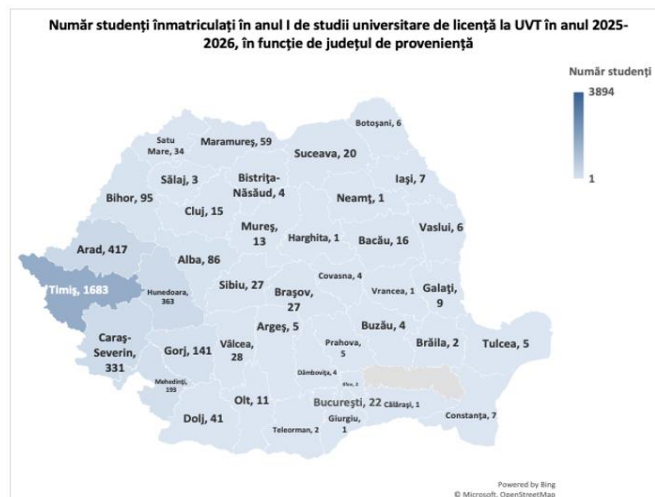 Număr studenți înmatriculați în anul I de studii universitare de licență la UVT în anul 2025-
2026, în funcție de județul de proveniență
Număr studenți
3894
1
Botoșani, 6
Satu
Mare, 34
Maramureș, 59
Suceava, 20
Sălaj, 3
Bistrița-
Năsăud, 4
Iași, 7
Bihor, 95
Neamț, 1
Cluj, 15
Mureș,
13
Harghita, 1
Bacău, 16
Vaslui, 6
Arad, 417
Alba, 86
Timiș, 1683
Hunedoara,
363
Sibiu, 27
Brașov,
27
Covasna, 4
Vrancea, 1
Galați,
9
Caraș-
Severin,
331
Gorj, 141
Vâlcea,
28
Argeș, 5
Prahova,
5
Buzău, 4
Brăila, 2
Tulcea, 5
Mehedinți,
193
Dâmbovița, 4
Dolj, 41
Olt, 11
București, 22
Călărași, 1
Teleorman, 2
Giurgiu,
1
Constanța, 7
Powered by Bing
© Microsoft, OpenStreetMap